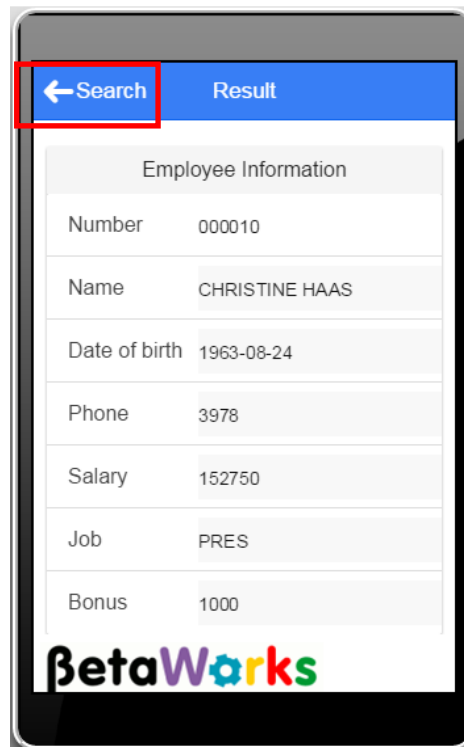 Search Result
Employee Information
Number 000010
Name CHRISTINE HAAS
Date of birth 1963-08-24
Phone 3978
Salary 152750
Job PRES
Bonus 1000
βetaWorks